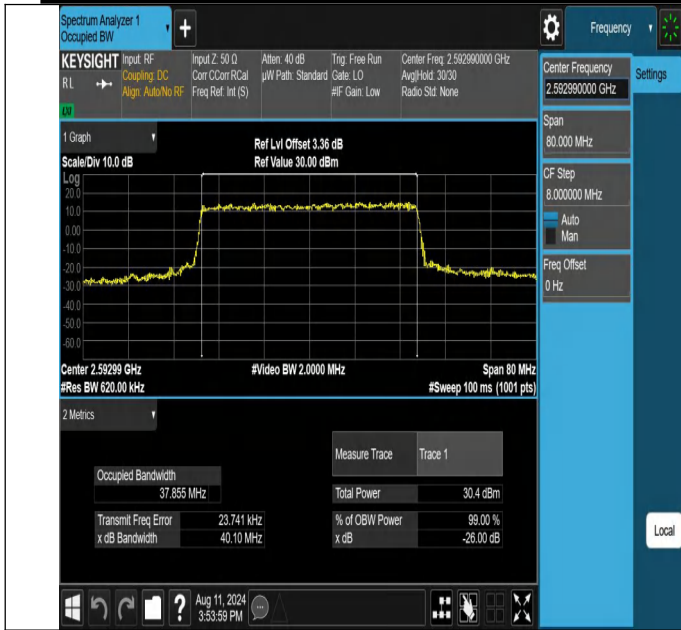 Spectrum Analyzer 1
Occupied BW
+
Frequency
KEYSIGHT
RL
LXI
Input: RF
Coupling: DC
Align: Auto/No RF
Input Z: 50 Ω
Corr CCorr RCal
Freq Ref: Int (S)
Atten: 40 dB
µW Path: Standard
Trig: Free Run
Gate: LO
#IF Gain: Low
Center Freq: 2.592990000 GHz
Avg|Hold: 30/30
Radio Std: None
Center Frequency
2.592990000 GHz
Settings
Span
80.000 MHz
CF Step
8.000000 MHz
Auto
Man
Freq Offset
0 Hz
1 Graph
Scale/Div 10.0 dB
Ref Lvl Offset 3.36 dB
Ref Value 30.00 dBm
Log
20.0
10.0
0.00
-10.0
-20.0
-30.0
-40.0
-50.0
-60.0
Center 2.59299 GHz
#Video BW 2.0000 MHz
Span 80 MHz
#Res BW 620.00 kHz
#Sweep 100 ms (1001 pts)
2 Metrics
Measure Trace Trace 1
Occupied Bandwidth
37.855 MHz
Total Power 30.4 dBm
Transmit Freq Error 23.741 kHz
% of OBW Power 99.00 %
x dB Bandwidth 40.10 MHz
x dB -26.00 dB
Local
?
Aug 11, 2024
3:53:59 PM